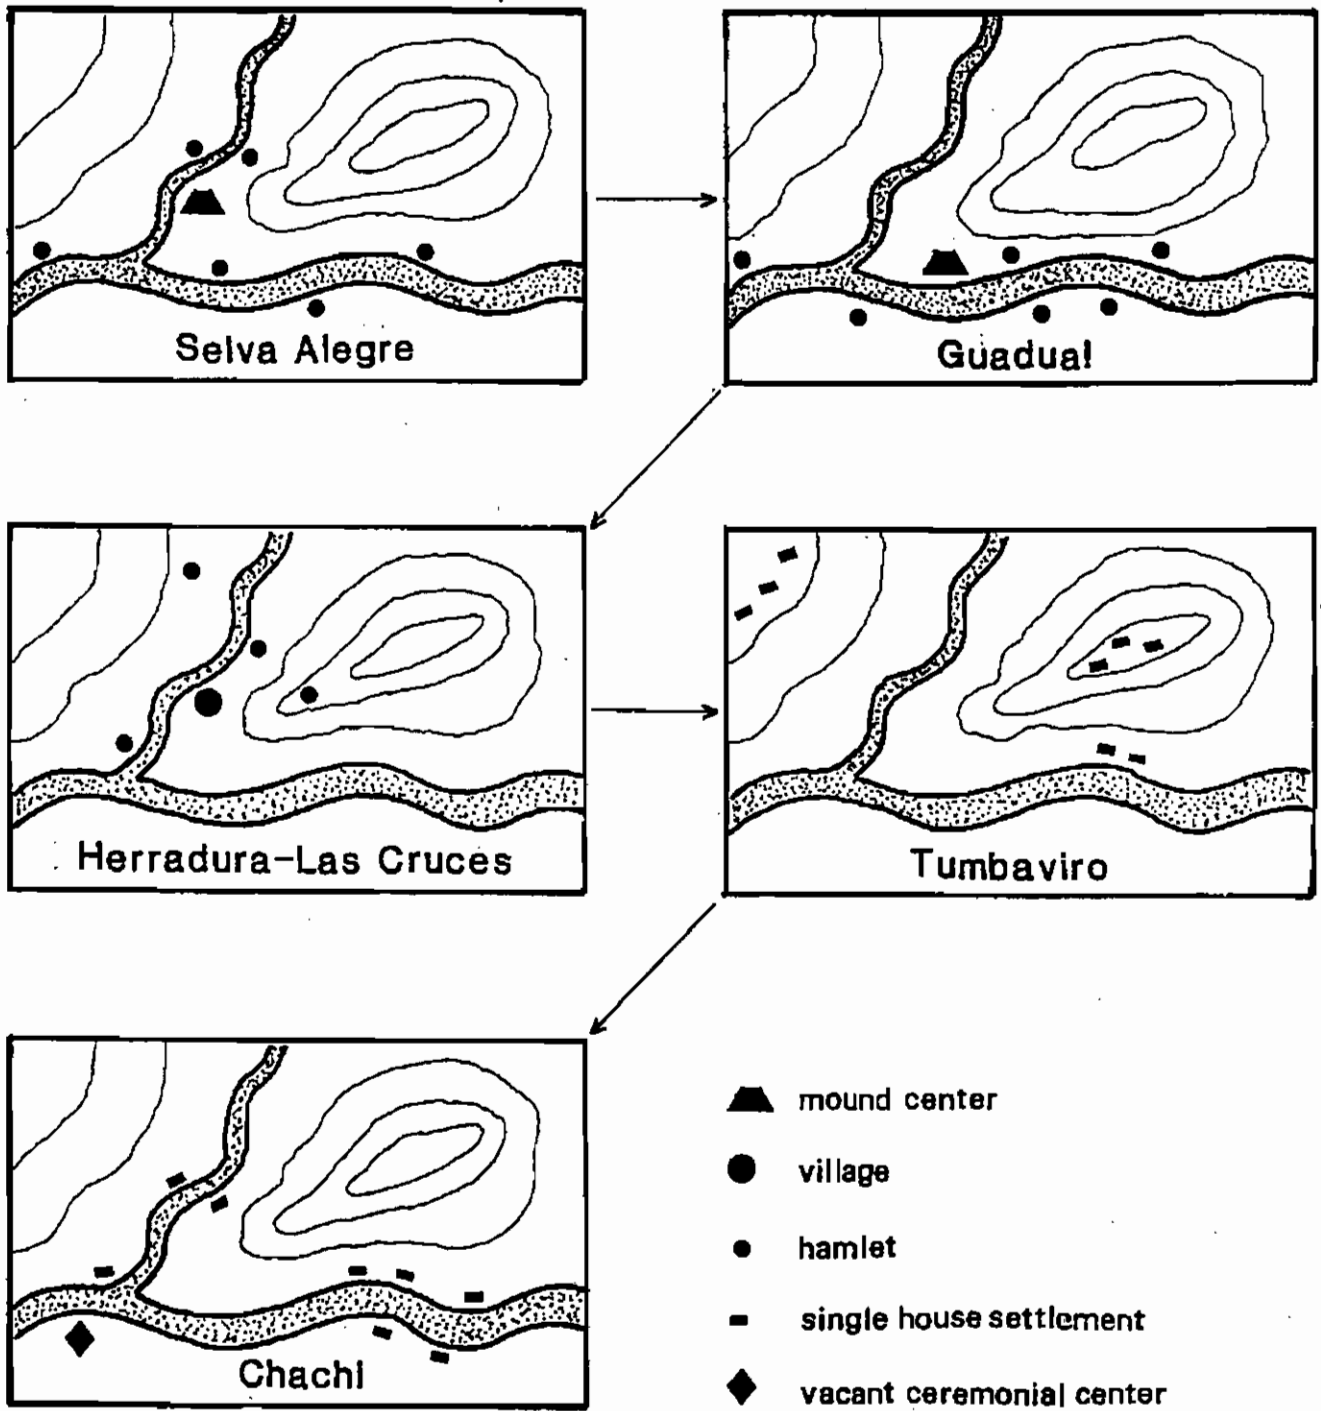 Selva Alegre
Guadual
Herradura-Las Cruces
Tumbaviro
Chachi
mound center
village
hamlet
single house settlement
vacant ceremonial center